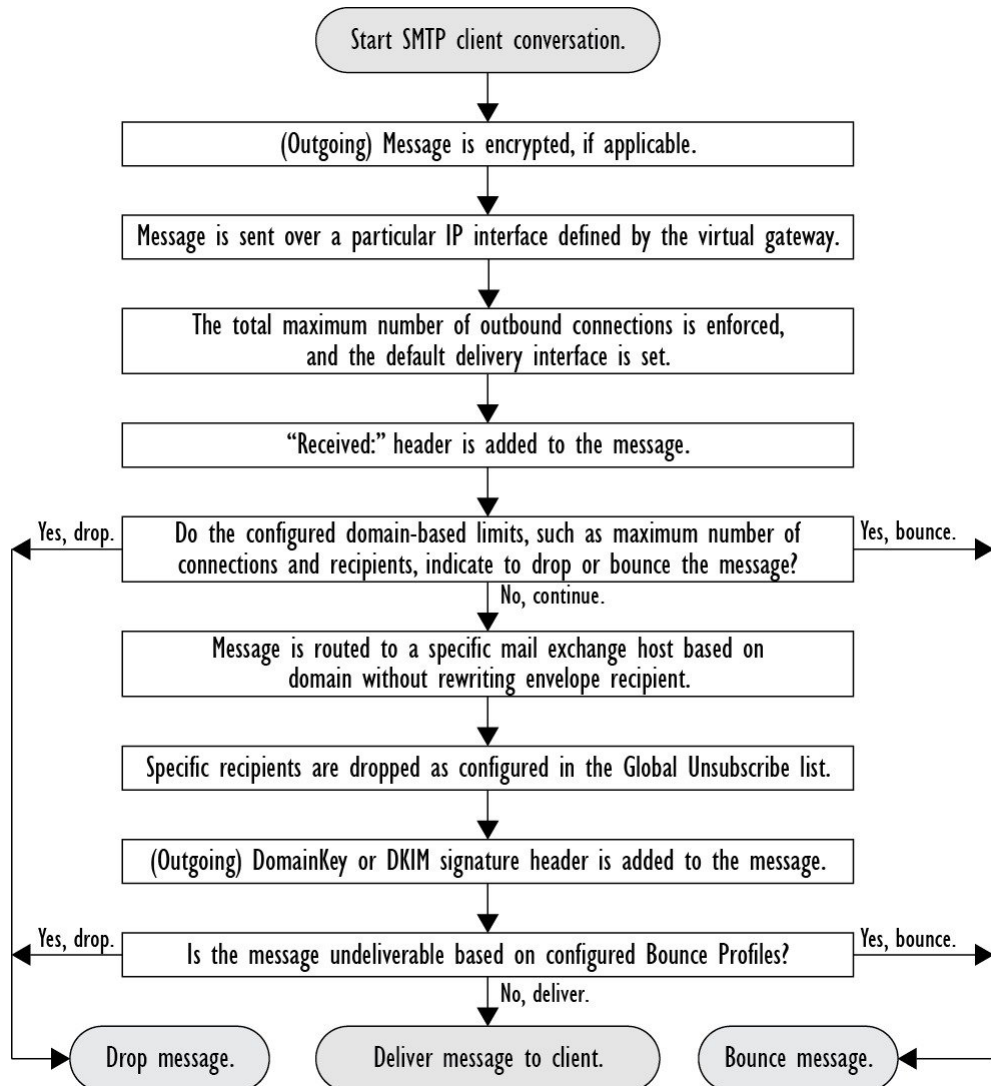 Start SMTP client conversation.
(Outgoing) Message is encrypted, if applicable.
Message is sent over a particular IP interface defined by the virtual gateway.
The total maximum number of outbound connections is enforced,
and the default delivery interface is set.
“Received:” header is added to the message.
Yes, drop.
Do the configured domain-based limits, such as maximum number of
connections and recipients, indicate to drop or bounce the message?
Yes, bounce.
No, continue.
Message is routed to a specific mail exchange host based on
domain without rewriting envelope recipient.
Specific recipients are dropped as configured in the Global Unsubscribe list.
(Outgoing) DomainKey or DKIM signature header is added to the message.
Yes, drop.
Is the message undeliverable based on configured Bounce Profiles?
Yes, bounce.
No, deliver.
Drop message.
Deliver message to client.
Bounce message.